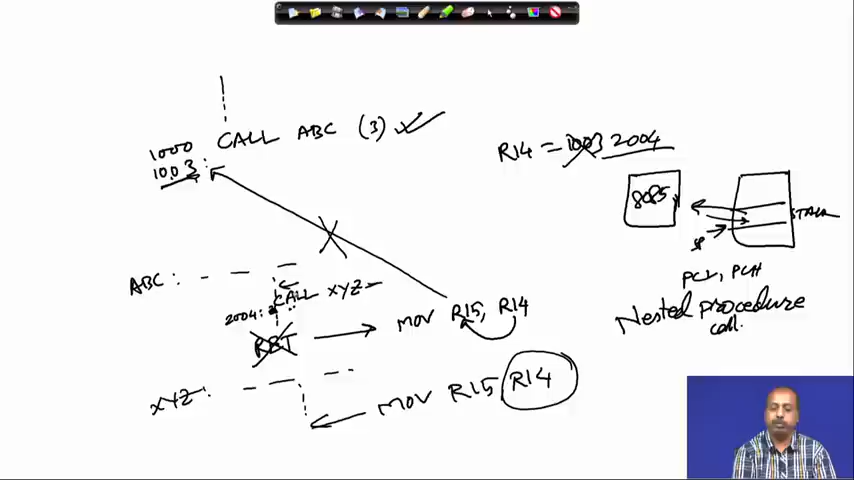 1000 CALL ABC (3)
1003:
R14 = 1003 2004
8085
SP
PCL, PCH
Nested procedure
call.
ABC:
CALL XYZ
2004:
RET
MOV R15, R14
XYZ:
MOV R15 R14